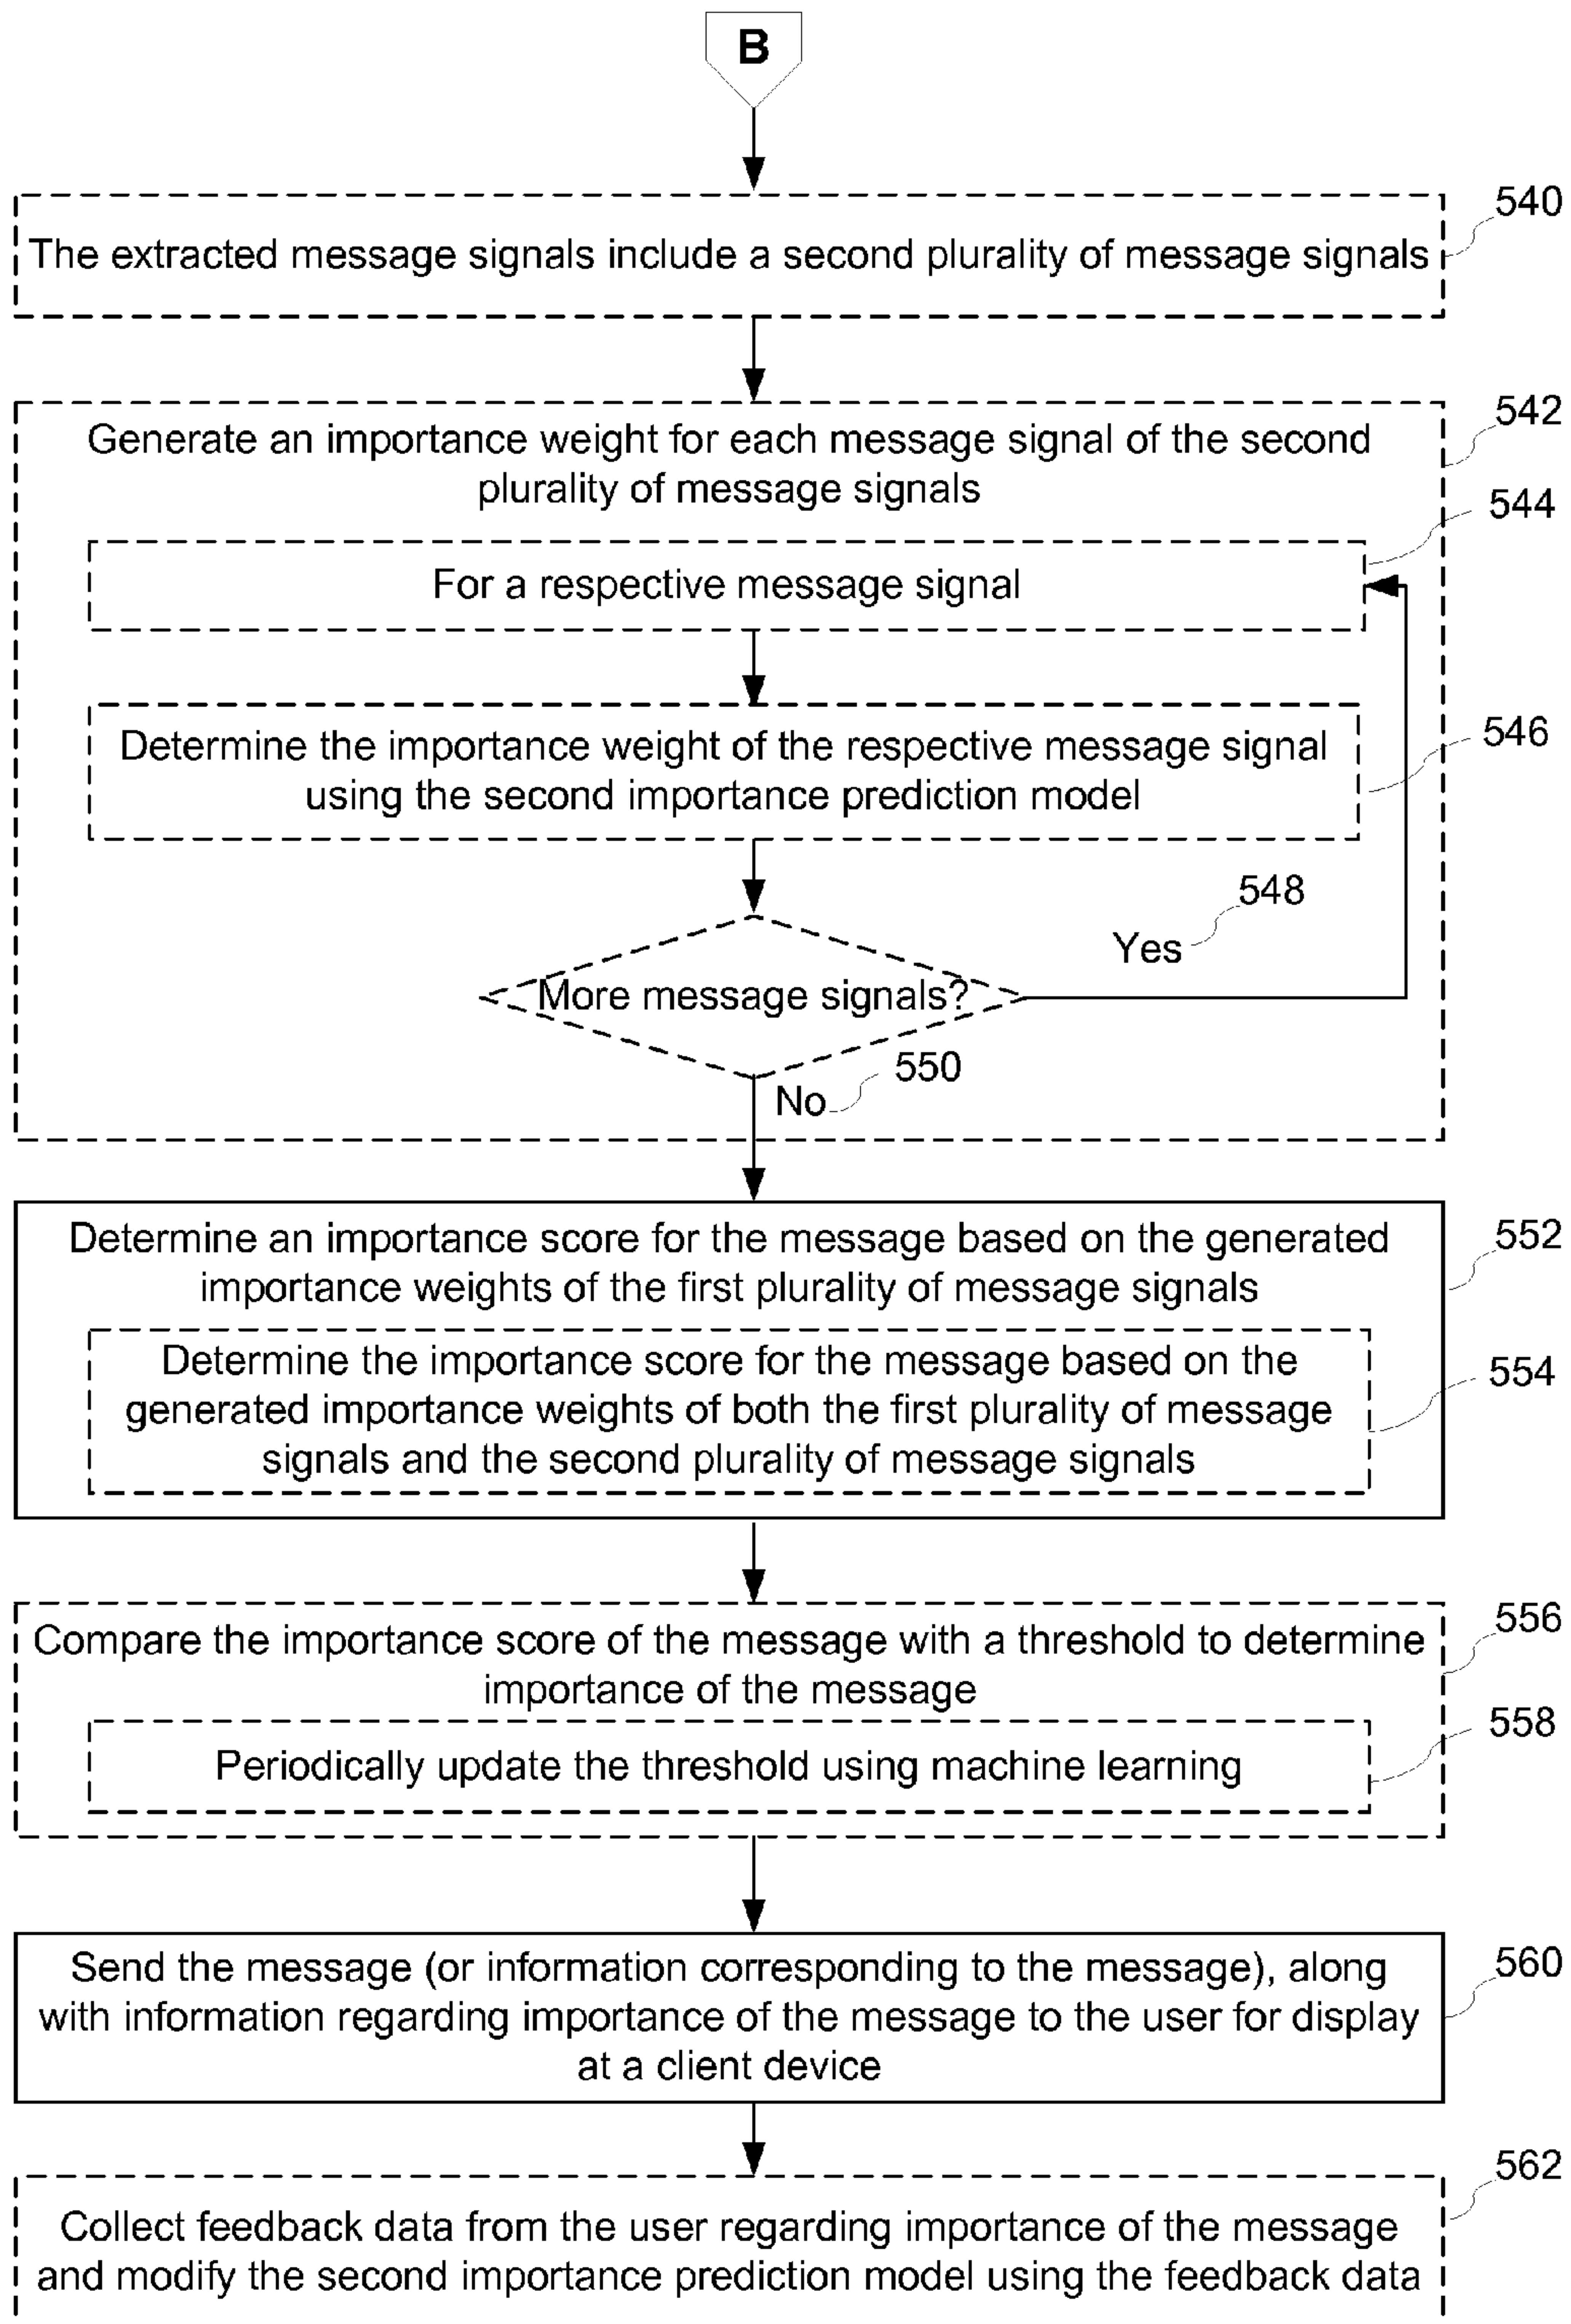 B
540
The extracted message signals include a second plurality of message signals
542
Generate an importance weight for each message signal of the second
plurality of message signals
544
For a respective message signal
546
Determine the importance weight of the respective message signal
using the second importance prediction model
548
Yes
More message signals?
550
No
552
Determine an importance score for the message based on the generated
importance weights of the first plurality of message signals
554
Determine the importance score for the message based on the
generated importance weights of both the first plurality of message
signals and the second plurality of message signals
556
Compare the importance score of the message with a threshold to determine
importance of the message
558
Periodically update the threshold using machine learning
560
Send the message (or information corresponding to the message), along
with information regarding importance of the message to the user for display
at a client device
562
Collect feedback data from the user regarding importance of the message
and modify the second importance prediction model using the feedback data